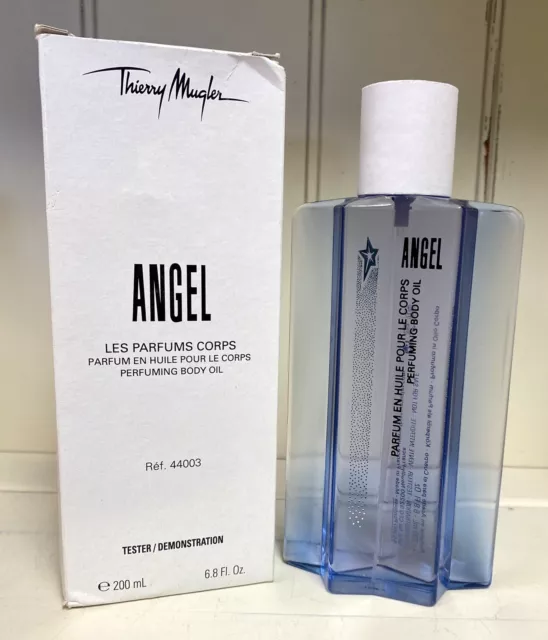 Thierry Mugler
ANGEL
LES PARFUMS CORPS
PARFUM EN HUILE POUR LE CORPS
PERFUMING BODY OIL
Réf. 44003
TESTER/DEMONSTRATION
℮ 200 mL 6.8 Fl. Oz.
ANGEL
PARFUM EN HUILE POUR LE CORPS
PERFUMING BODY OIL